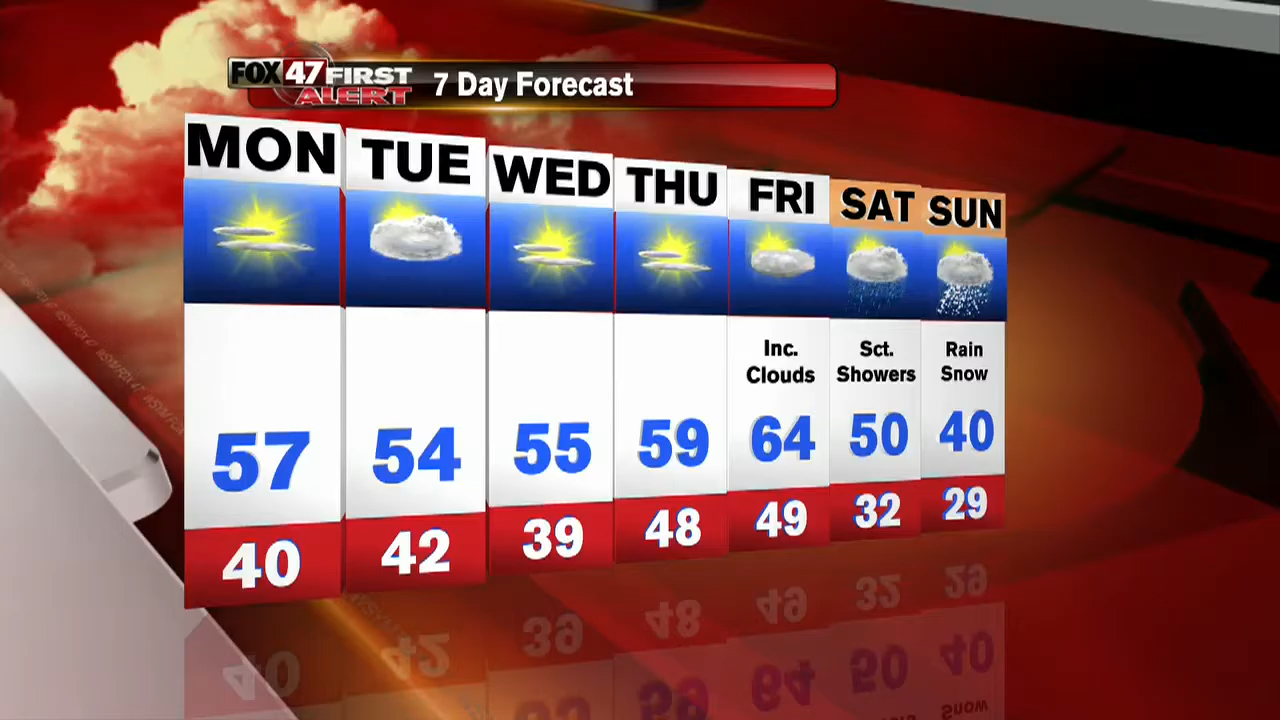 FOX 47 FIRST
ALERT
7 Day Forecast
MON TUE WED THU FRI SAT SUN
Inc. Sct. Rain
Clouds Showers Snow
57 54 55 59 64 50 40
40 42 39 48 49 32 29